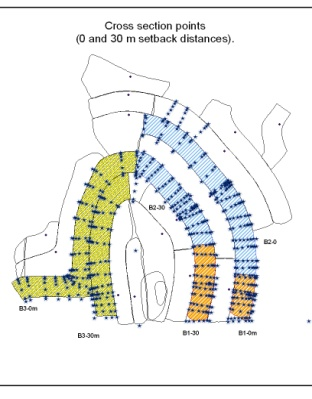 Cross section points
(0 and 30 m setback distances).
B2-30
B2-0
B3-0m
B3-30m
B1-30
B1-0m